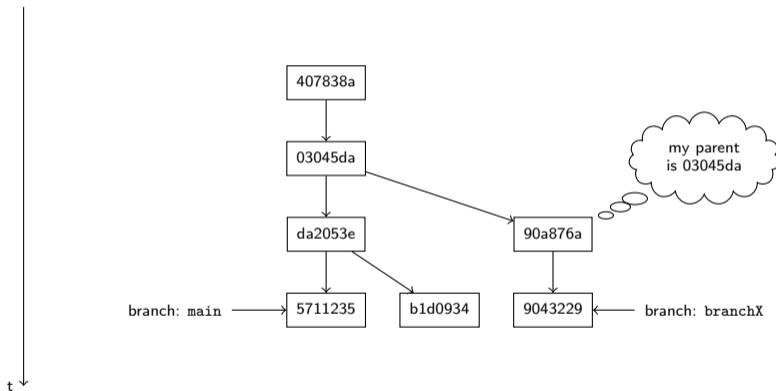 407838a
03045da
my parent
is 03045da
da2053e
90a876a
branch: main
5711235
b1d0934
9043229
branch: branchX
t